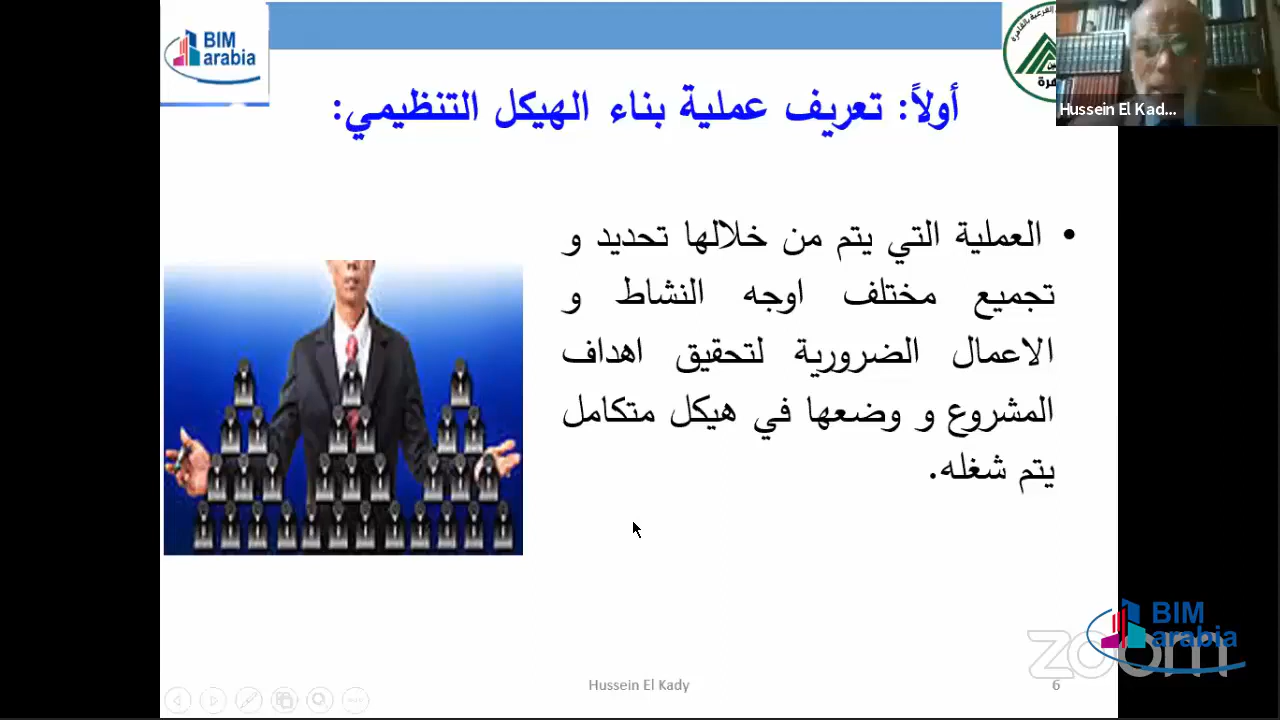 BIM
arabia
أولاً: تعريف عملية بناء الهيكل التنظيمي:
Hussein El Kad...
• العملية التي يتم من خلالها تحديد و
تجميع مختلف اوجه النشاط و
الاعمال الضرورية لتحقيق اهداف
المشروع و وضعها في هيكل متكامل
يتم شغله.
BIM
arabia
zoom
Hussein El Kady
6